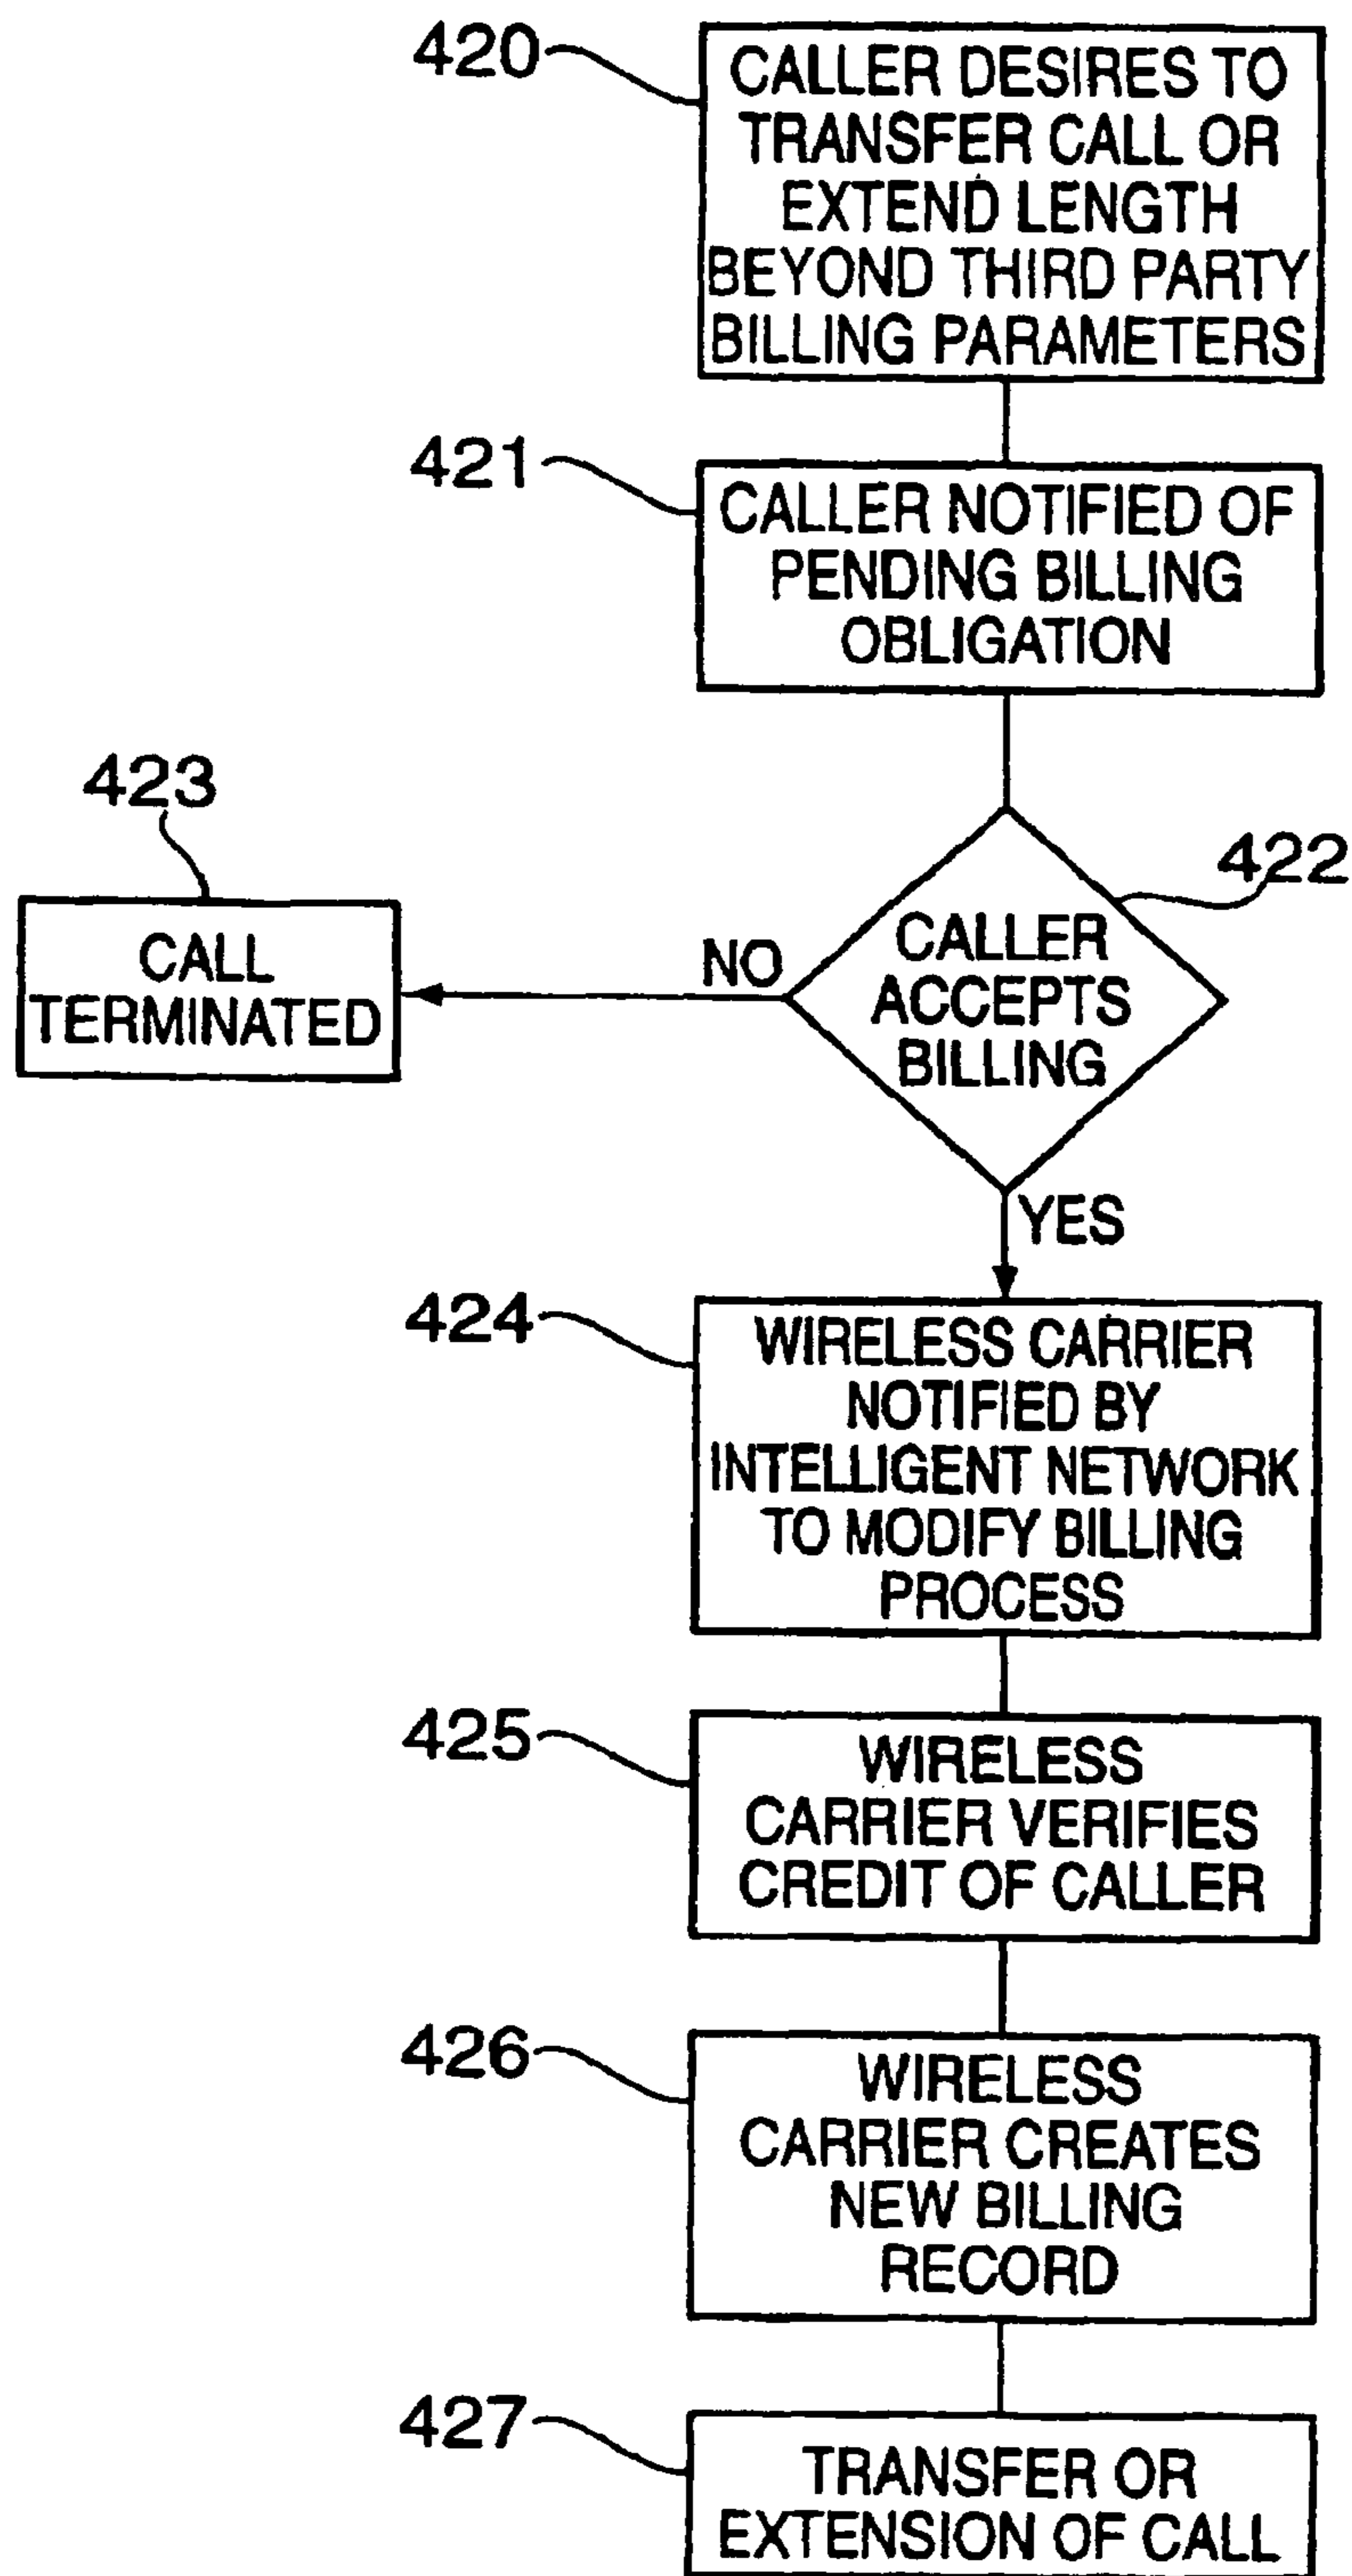 420
CALLER DESIRES TO
TRANSFER CALL OR
EXTEND LENGTH
BEYOND THIRD PARTY
BILLING PARAMETERS
421
CALLER NOTIFIED OF
PENDING BILLING
OBLIGATION
422
CALLER
ACCEPTS
BILLING
NO
423
CALL
TERMINATED
YES
424
WIRELESS CARRIER
NOTIFIED BY
INTELLIGENT NETWORK
TO MODIFY BILLING
PROCESS
425
WIRELESS
CARRIER VERIFIES
CREDIT OF CALLER
426
WIRELESS
CARRIER CREATES
NEW BILLING
RECORD
427
TRANSFER OR
EXTENSION OF CALL